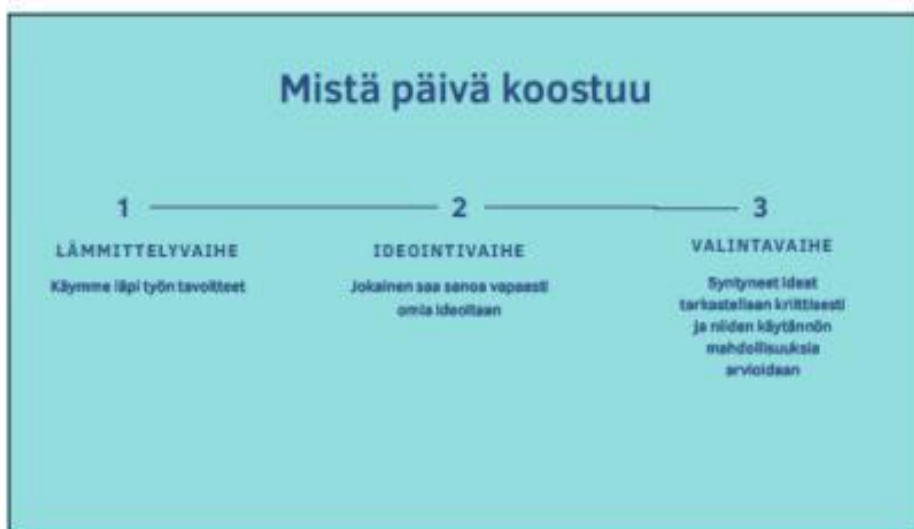 Mistä päivä koostuu
1
2
3
LÄMMITTELYVAIHE
Käymme läpi työn tavoitteet
IDEOINTIVAIHE
Jokainen saa sanoa vapaasti
omia ideoitaan
VALINTAVAIHE
Syntyneet ideat
tarkastellaan kriittisesti
ja niiden käytännön
mahdollisuuksia
arvioidaan